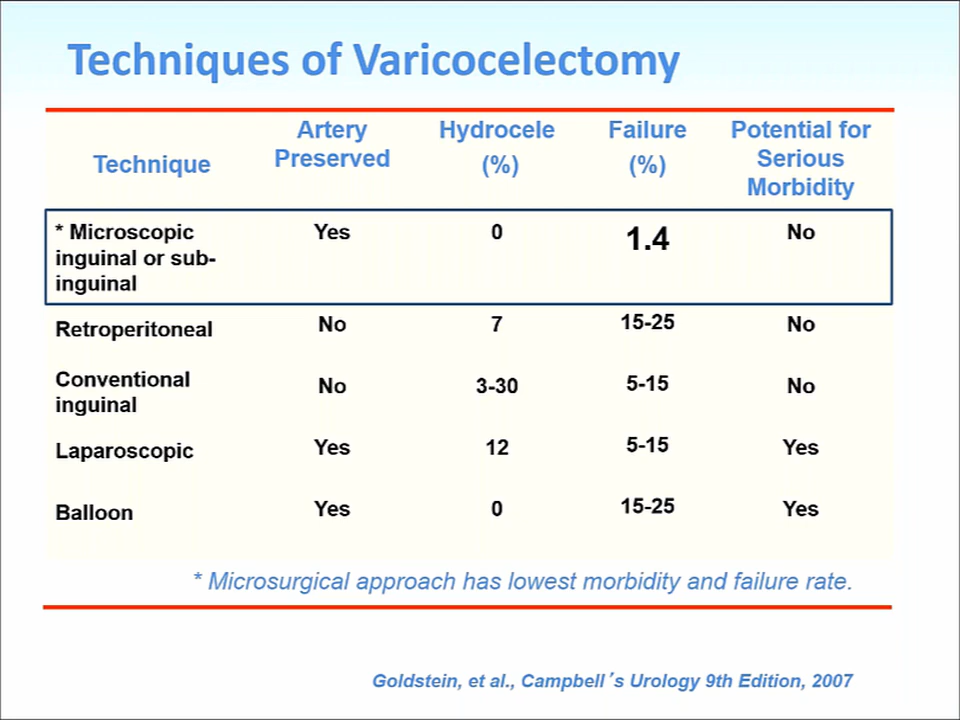 Techniques of Varicocelectomy
Technique
Artery
Preserved
Hydrocele
(%)
Failure
(%)
Potential for
Serious
Morbidity
* Microscopic
inguinal or sub-
inguinal
Yes
0
1.4
No
Retroperitoneal
No
7
15-25
No
Conventional
inguinal
No
3-30
5-15
No
Laparoscopic
Yes
12
5-15
Yes
Balloon
Yes
0
15-25
Yes
* Microsurgical approach has lowest morbidity and failure rate.
Goldstein, et al., Campbell´s Urology 9th Edition, 2007